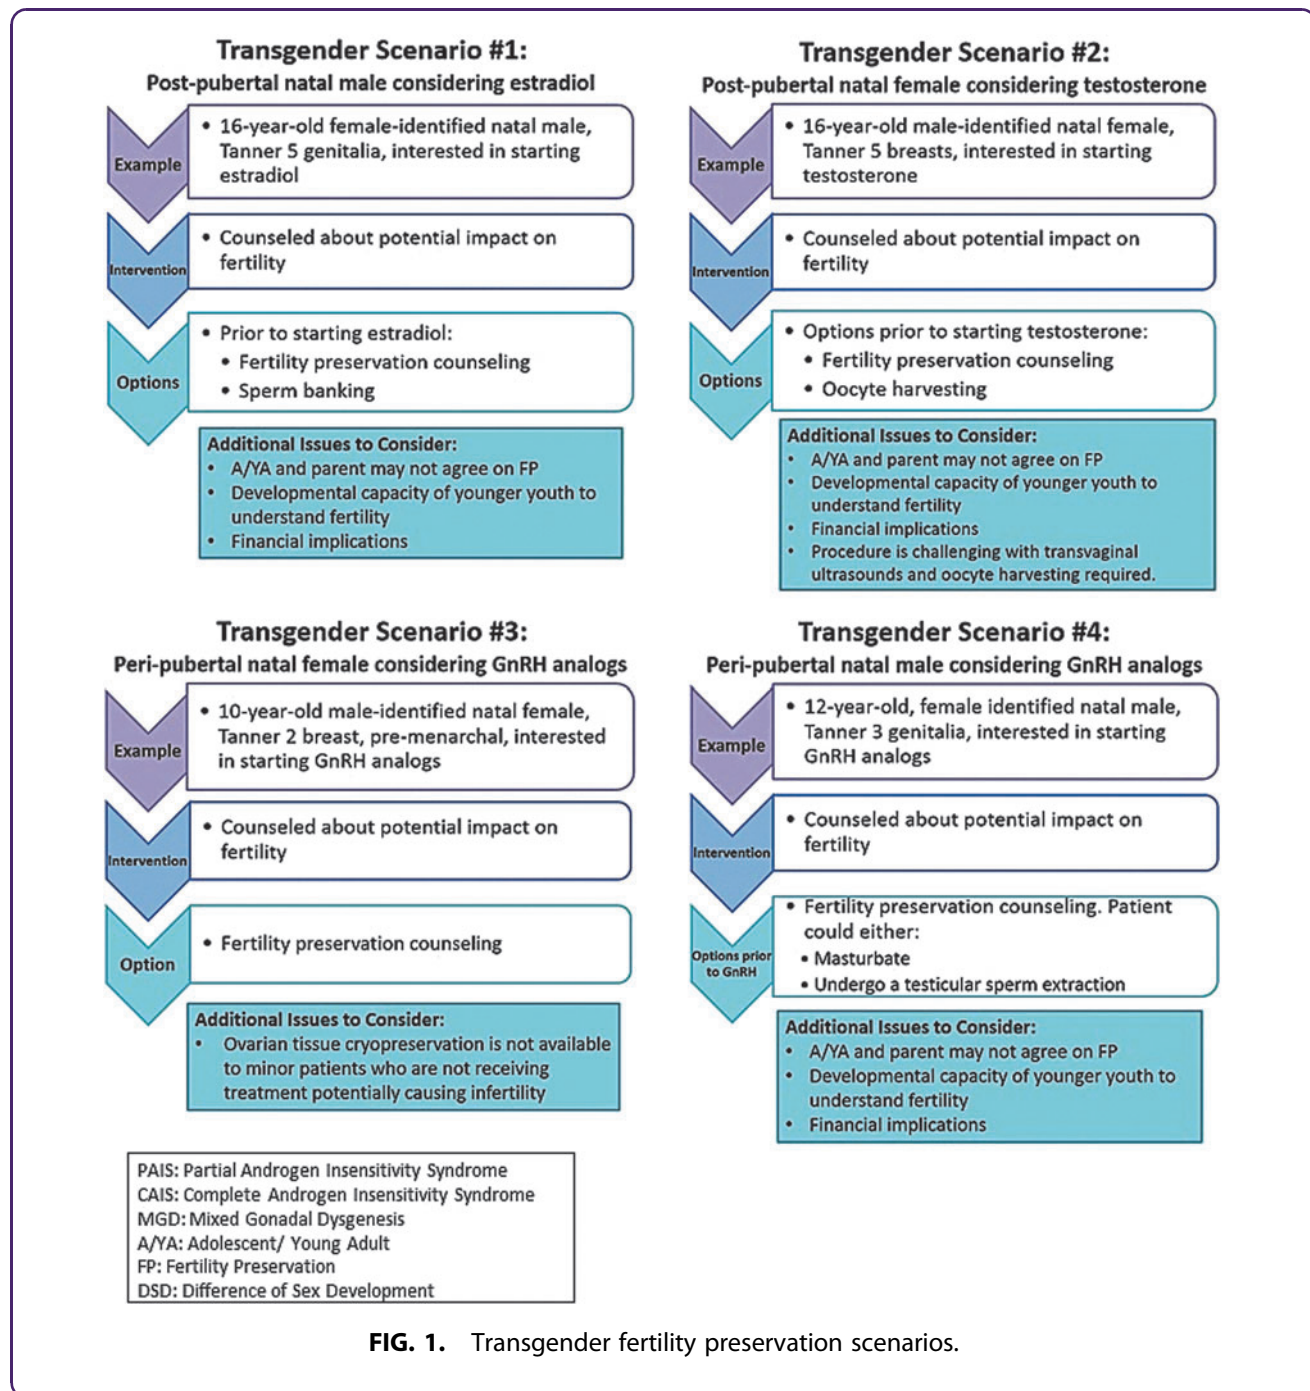 Transgender Scenario #1:
Post-pubertal natal male considering estradiol
Example
• 16-year-old female-identified natal male,
Tanner 5 genitalia, interested in starting
estradiol
Intervention
• Counseled about potential impact on
fertility
Options
• Prior to starting estradiol:
• Fertility preservation counseling
• Sperm banking
Additional Issues to Consider:
• A/YA and parent may not agree on FP
• Developmental capacity of younger youth to
understand fertility
• Financial implications
Transgender Scenario #2:
Post-pubertal natal female considering testosterone
Example
• 16-year-old male-identified natal female,
Tanner 5 breasts, interested in starting
testosterone
Intervention
• Counseled about potential impact on
fertility
Options
• Options prior to starting testosterone:
• Fertility preservation counseling
• Oocyte harvesting
Additional Issues to Consider:
• A/YA and parent may not agree on FP
• Developmental capacity of younger youth to
understand fertility
• Financial implications
• Procedure is challenging with transvaginal
ultrasounds and oocyte harvesting required.
Transgender Scenario #3:
Peri-pubertal natal female considering GnRH analogs
Example
• 10-year-old male-identified natal female,
Tanner 2 breast, pre-menarchal, interested
in starting GnRH analogs
Intervention
• Counseled about potential impact on
fertility
Option
• Fertility preservation counseling
Additional Issues to Consider:
• Ovarian tissue cryopreservation is not available
to minor patients who are not receiving
treatment potentially causing infertility
Transgender Scenario #4:
Peri-pubertal natal male considering GnRH analogs
Example
• 12-year-old, female identified natal male,
Tanner 3 genitalia, interested in starting
GnRH analogs
Intervention
• Counseled about potential impact on
fertility
Options prior
to GnRH
• Fertility preservation counseling. Patient
could either:
• Masturbate
• Undergo a testicular sperm extraction
Additional Issues to Consider:
• A/YA and parent may not agree on FP
• Developmental capacity of younger youth to
understand fertility
• Financial implications
PAIS: Partial Androgen Insensitivity Syndrome
CAIS: Complete Androgen Insensitivity Syndrome
MGD: Mixed Gonadal Dysgenesis
A/YA: Adolescent/ Young Adult
FP: Fertility Preservation
DSD: Difference of Sex Development
FIG. 1. Transgender fertility preservation scenarios.